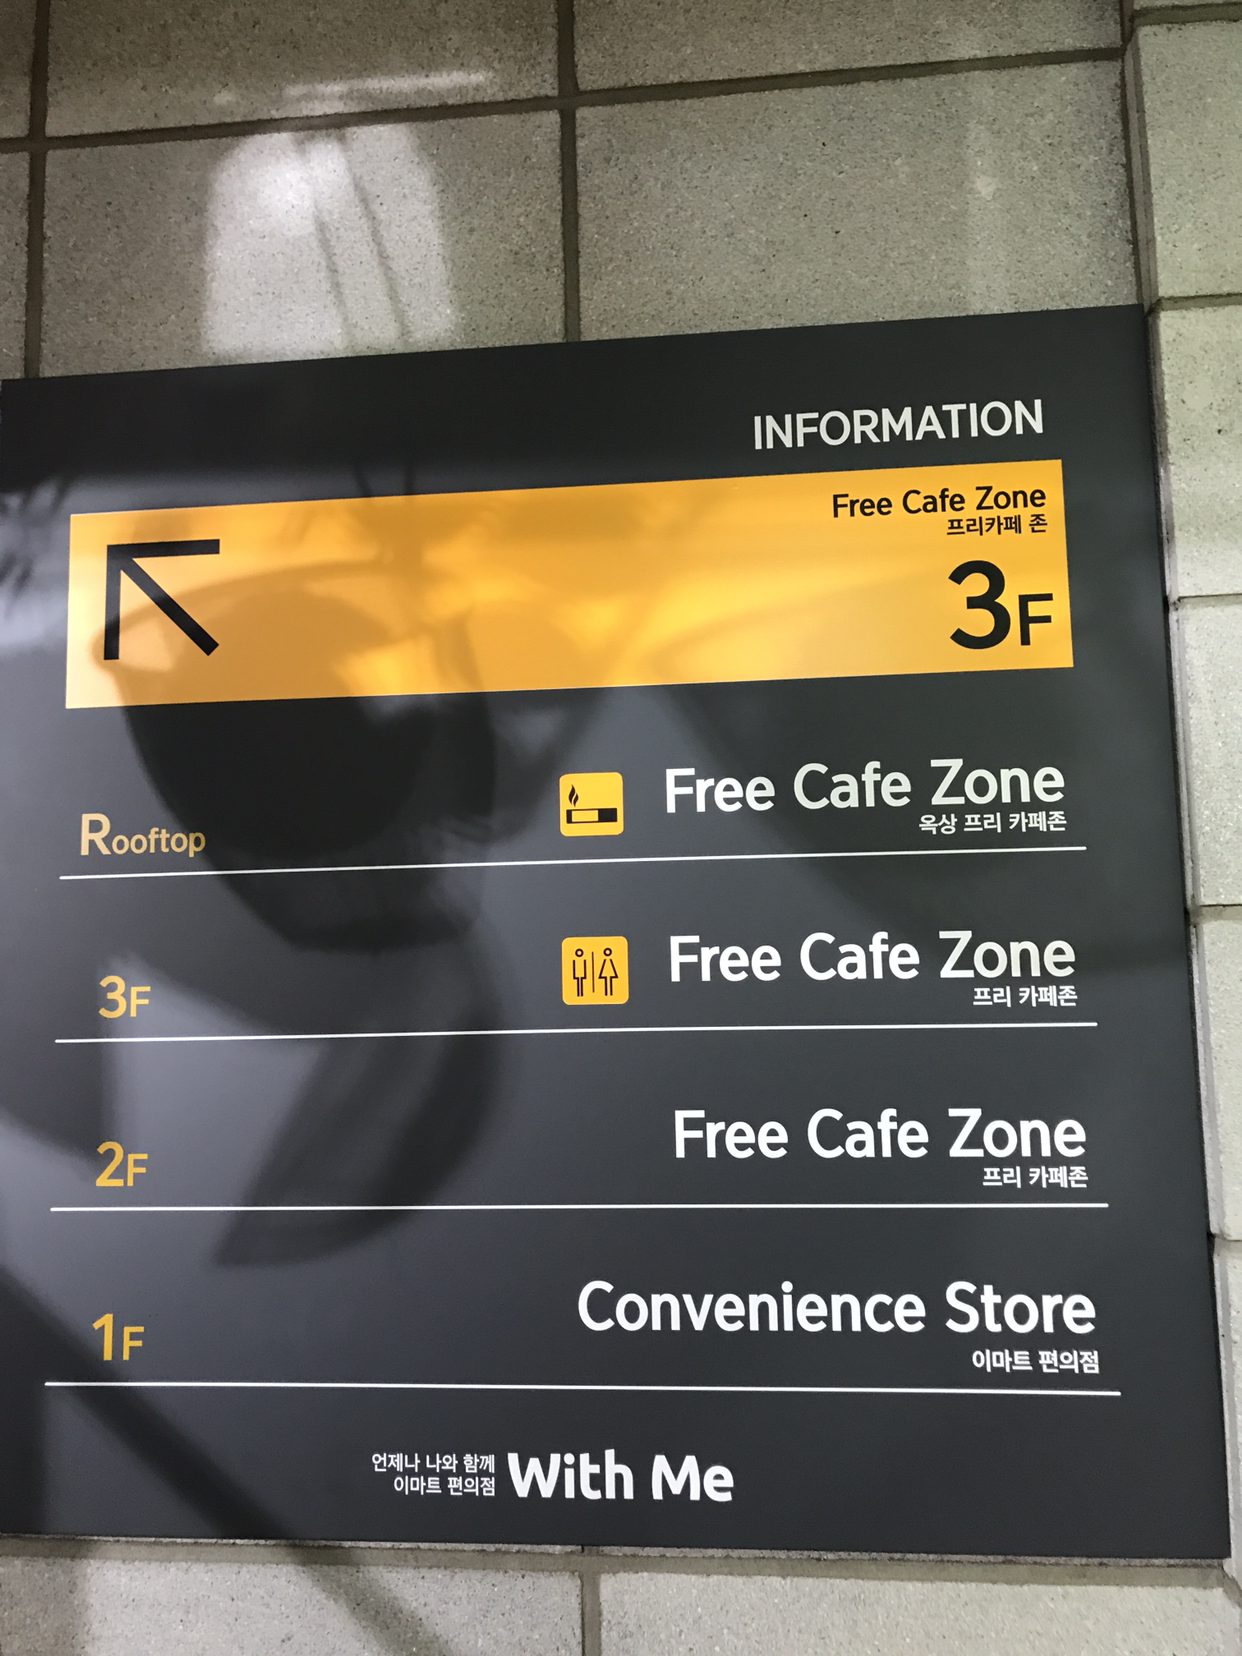 INFORMATION
Free Cafe Zone
프리카페 존
3F
Rooftop
Free Cafe Zone
옥상 프리 카페존
3F
Free Cafe Zone
프리 카페존
2F
Free Cafe Zone
프리 카페존
1F
Convenience Store
이마트 편의점
언제나 나와 함께
이마트 편의점
With Me